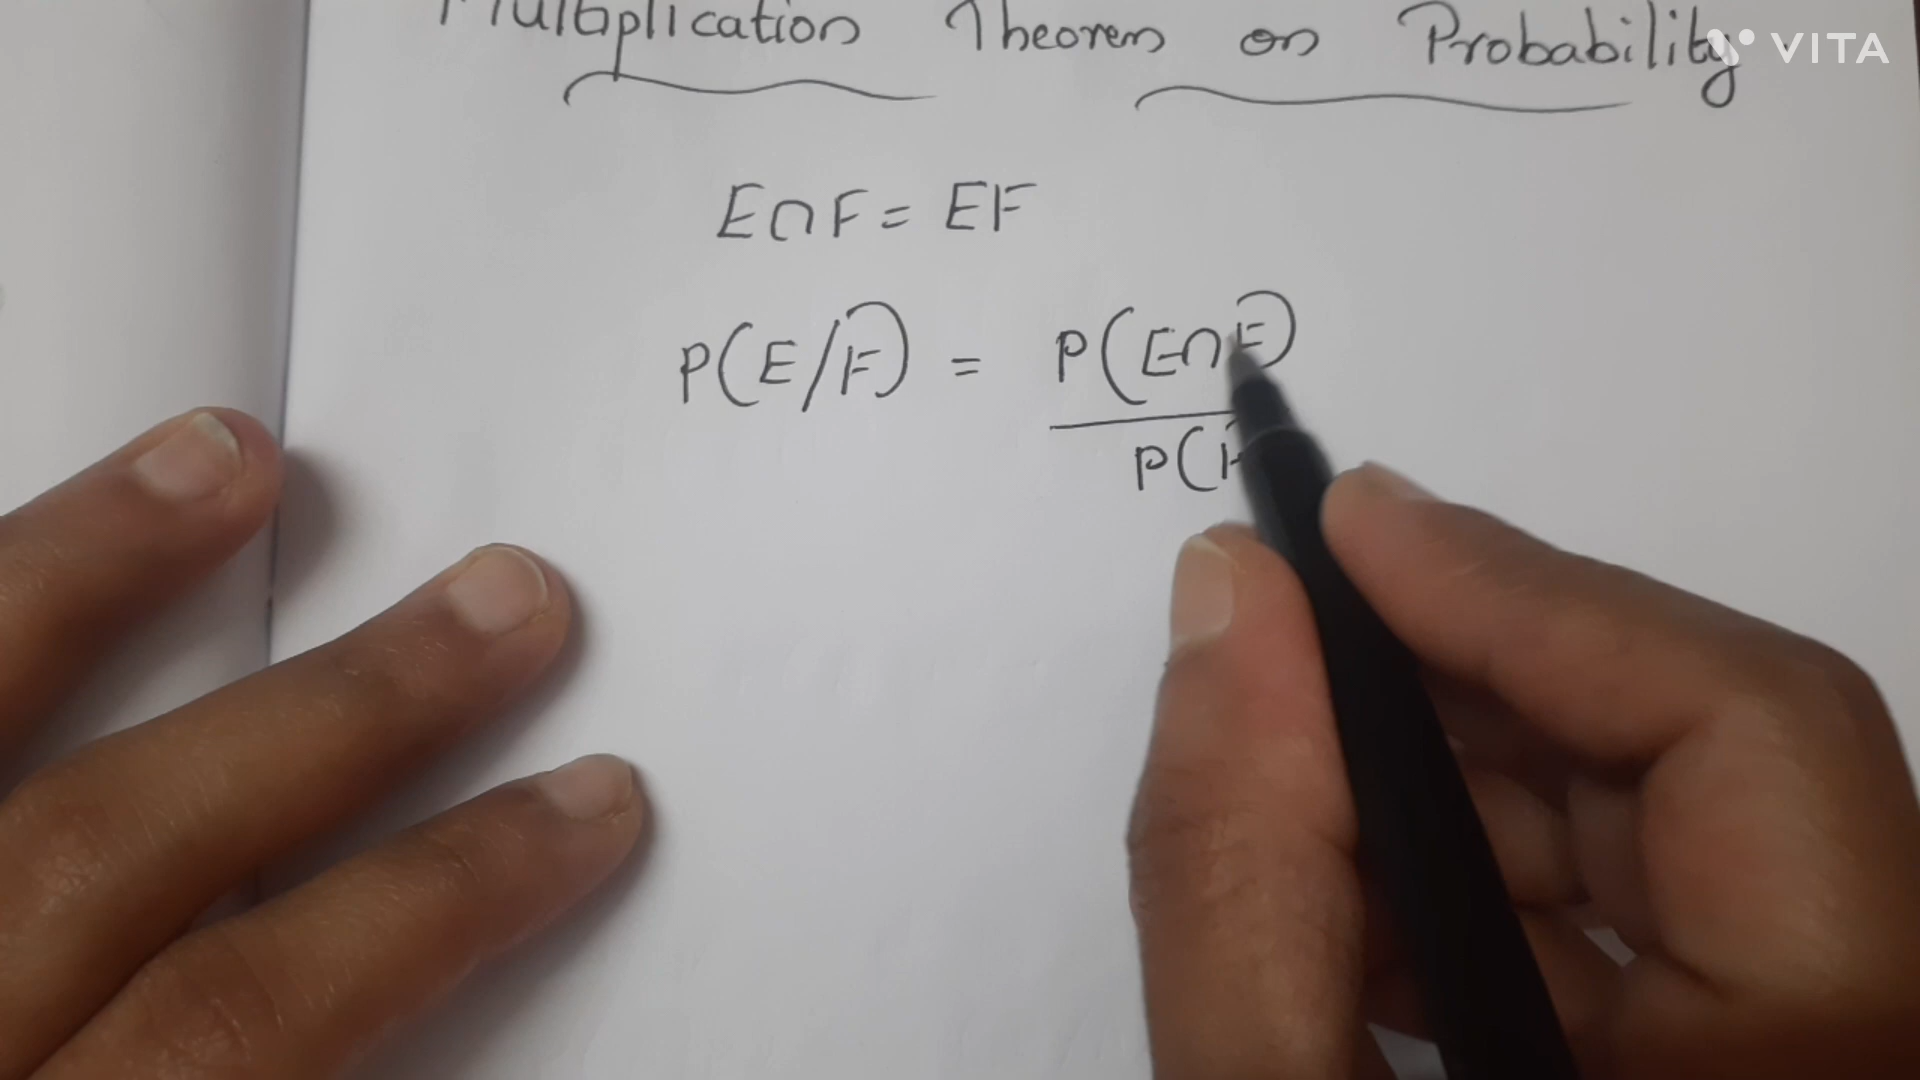 Multiplication Theorem on Probability.
VITA
E∩F = EF
P(E/F) = P(E∩F)
P(F